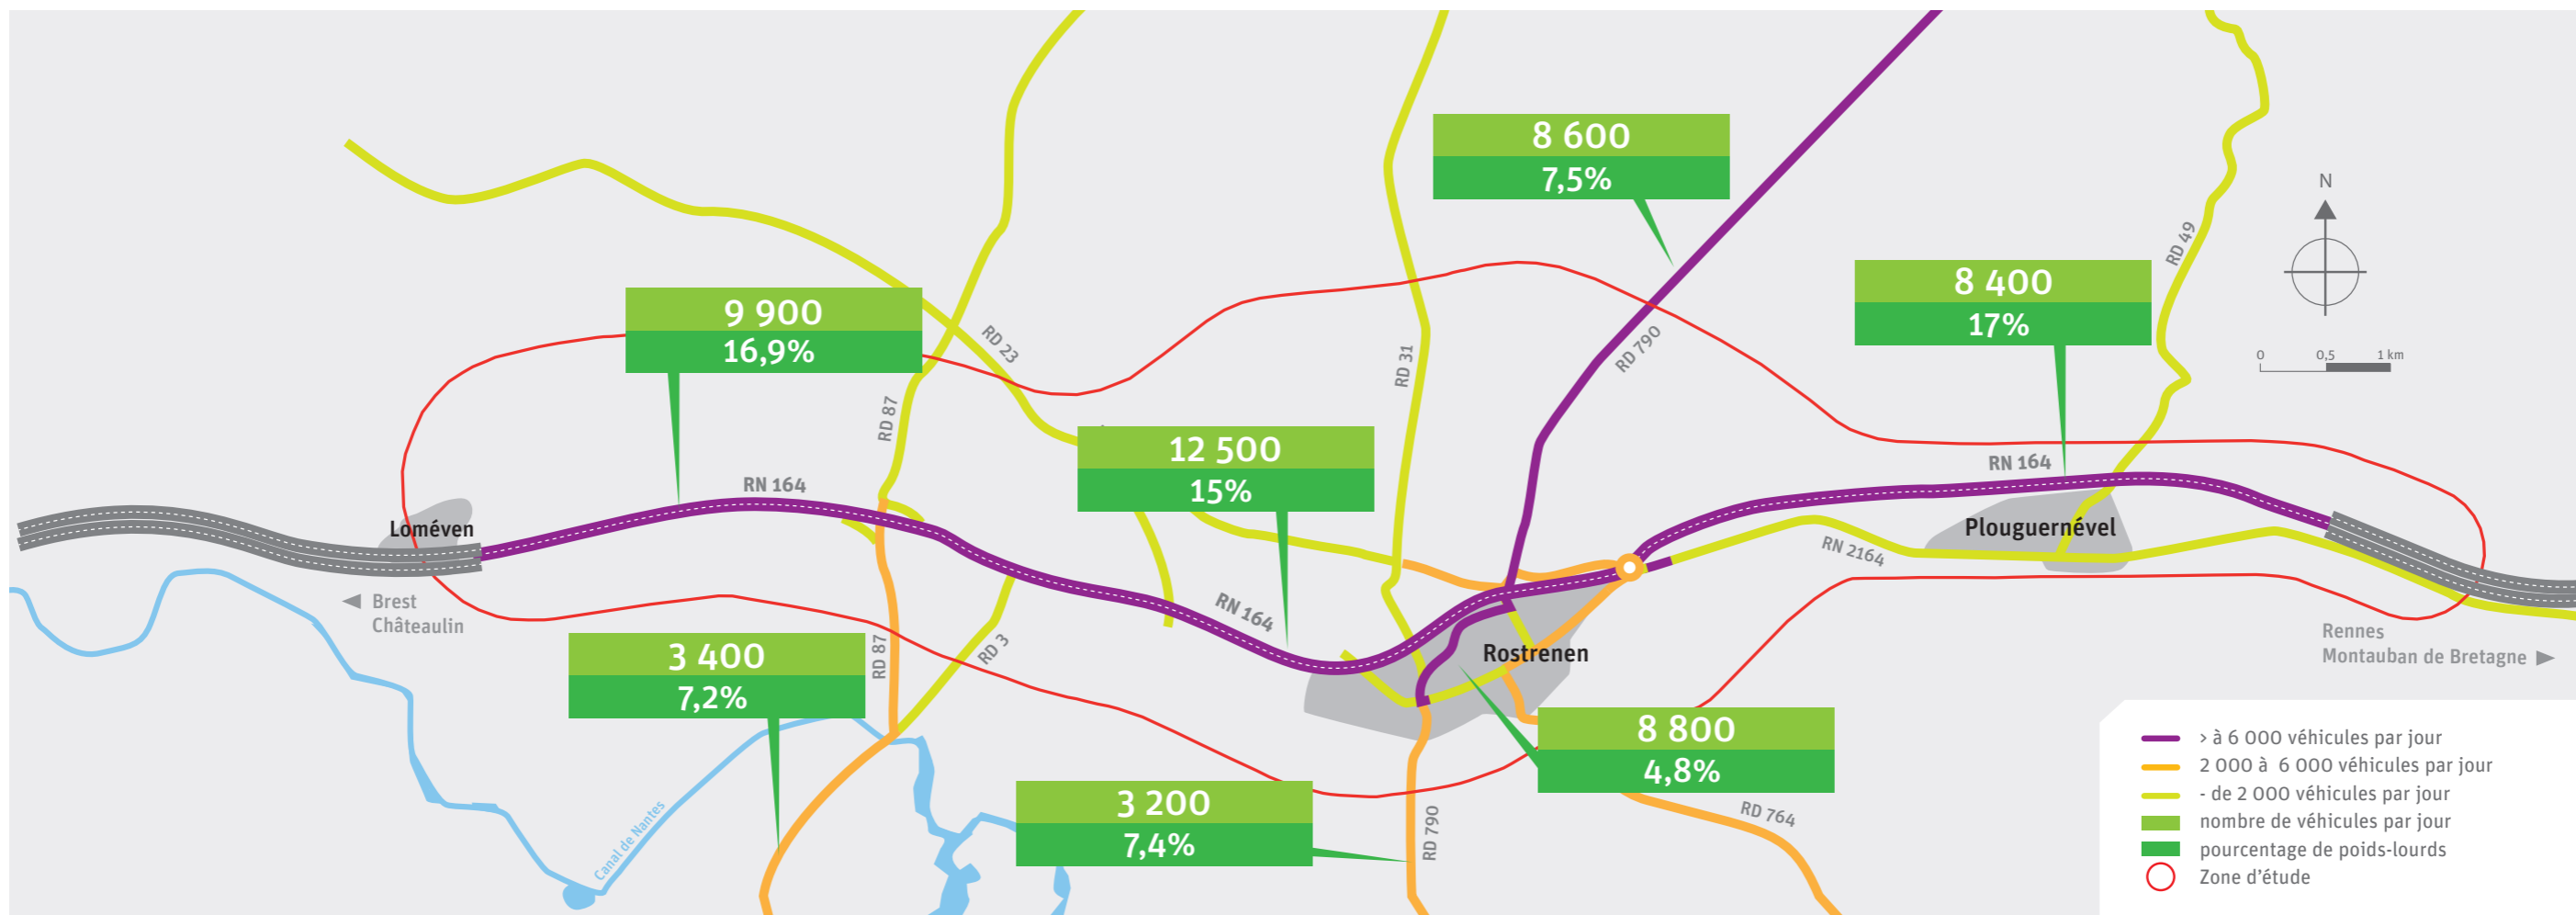 8 600
7,5%
N
RD 49
8 400
17%
9 900
16,9%
RD 23
RD 31
RD 790
0 0,5 1 km
RD 87
12 500
15%
RN 164
RN 164
Loméven
Plouguernével
RN 2164
Brest
Châteaulin
RN 164
RD 87
RD 3
3 400
7,2%
Rostrenen
Rennes
Montauban de Bretagne
8 800
4,8%
3 200
7,4%
RD 790
RD 764
Canal de Nantes
> à 6 000 véhicules par jour
2 000 à 6 000 véhicules par jour
- de 2 000 véhicules par jour
nombre de véhicules par jour
pourcentage de poids-lourds
Zone d'étude